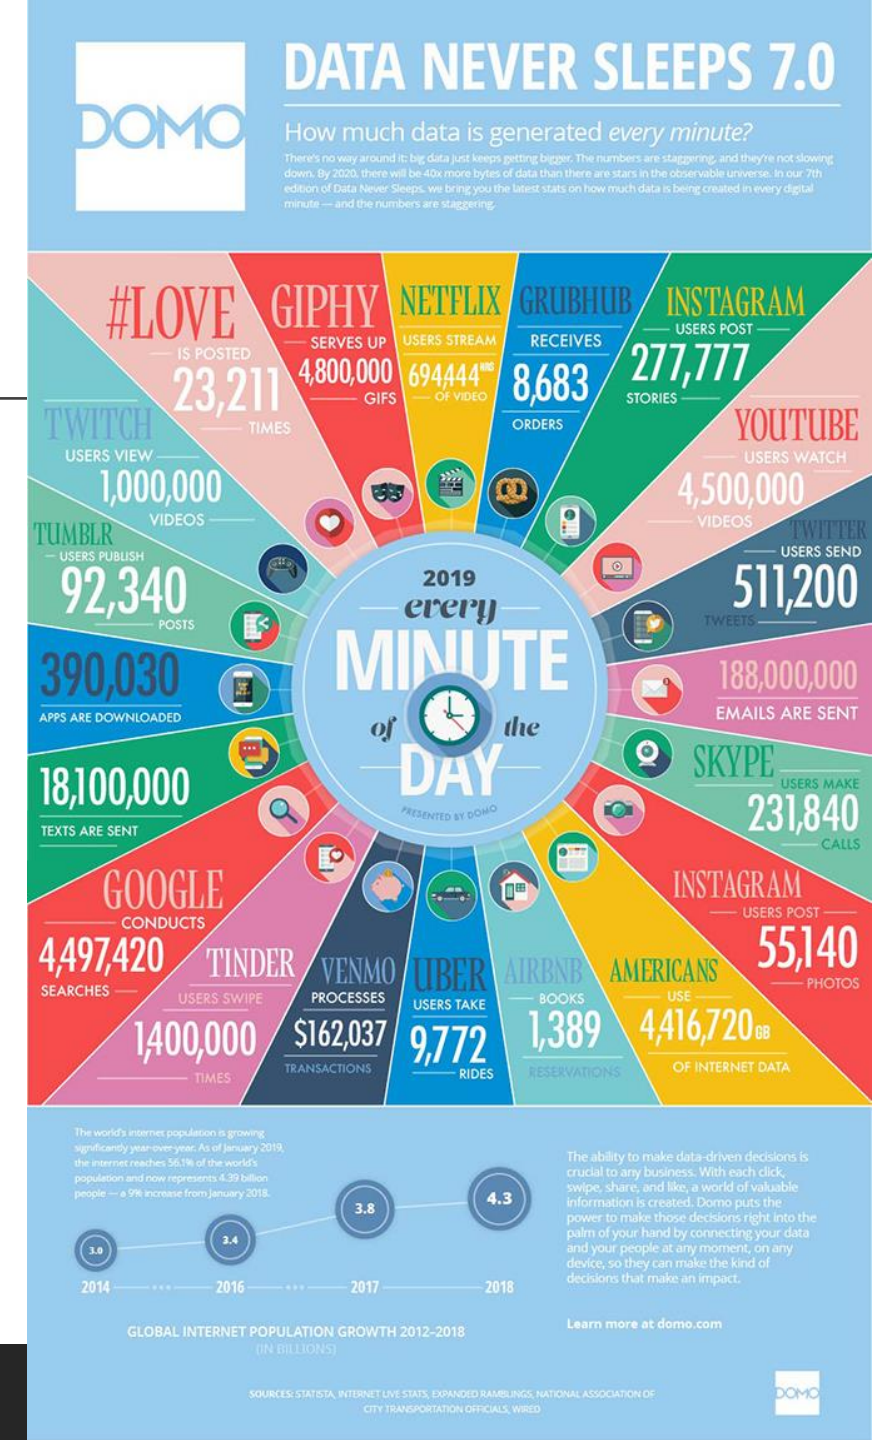 DOMO
DATA NEVER SLEEPS 7.0
How much data is generated every minute?
There's no way around it: big data just keeps getting bigger. The numbers are staggering, and they're not slowing
down. By 2020, there will be 40x more bytes of data than there are stars in the observable universe. In our 7th
edition of Data Never Sleeps, we bring you the latest stats on how much data is being created in every digital
minute — and the numbers are staggering.
#LOVE
IS POSTED
23,211
TIMES
GIPHY
SERVES UP
4,800,000
GIFS
NETFLIX
USERS STREAM
694,444 HRS
OF VIDEO
GRUBHUB
RECEIVES
8,683
ORDERS
INSTAGRAM
USERS POST
277,777
STORIES
YOUTUBE
USERS WATCH
4,500,000
VIDEOS
TWITTER
USERS SEND
511,200
TWEETS
188,000,000
EMAILS ARE SENT
SKYPE
USERS MAKE
231,840
CALLS
INSTAGRAM
USERS POST
55,140
PHOTOS
AMERICANS
USE
4,416,720 GB
OF INTERNET DATA
AIRBNB
BOOKS
1,389
RESERVATIONS
UBER
USERS TAKE
9,772
RIDES
VENMO
PROCESSES
$162,037
TRANSACTIONS
TINDER
USERS SWIPE
1,400,000
TIMES
GOOGLE
CONDUCTS
4,497,420
SEARCHES
18,100,000
TEXTS ARE SENT
390,030
APPS ARE DOWNLOADED
TUMBLR
USERS PUBLISH
92,340
POSTS
TWITCH
USERS VIEW
1,000,000
VIDEOS
2019
every
MINUTE
of the
DAY
PRESENTED BY DOMO
The world's internet population is growing
significantly year-over-year. As of January 2019,
the internet reaches 56.1% of the world's
population and now represents 4.39 billion
people — a 9% increase from January 2018.
3.0
3.4
3.8
4.3
2014
2016
2017
2018
GLOBAL INTERNET POPULATION GROWTH 2012–2018
(IN BILLIONS)
The ability to make data-driven decisions is
crucial to any business. With each click,
swipe, share, and like, a world of valuable
information is created. Domo puts the
power to make those decisions right into the
palm of your hand by connecting your data
and your people at any moment, on any
device, so they can make the kind of
decisions that make an impact.
Learn more at domo.com
SOURCES: STATISTA, INTERNET LIVE STATS, EXPANDED RAMBLINGS, NATIONAL ASSOCIATION OF
CITY TRANSPORTATION OFFICIALS, WIRED
DOMO